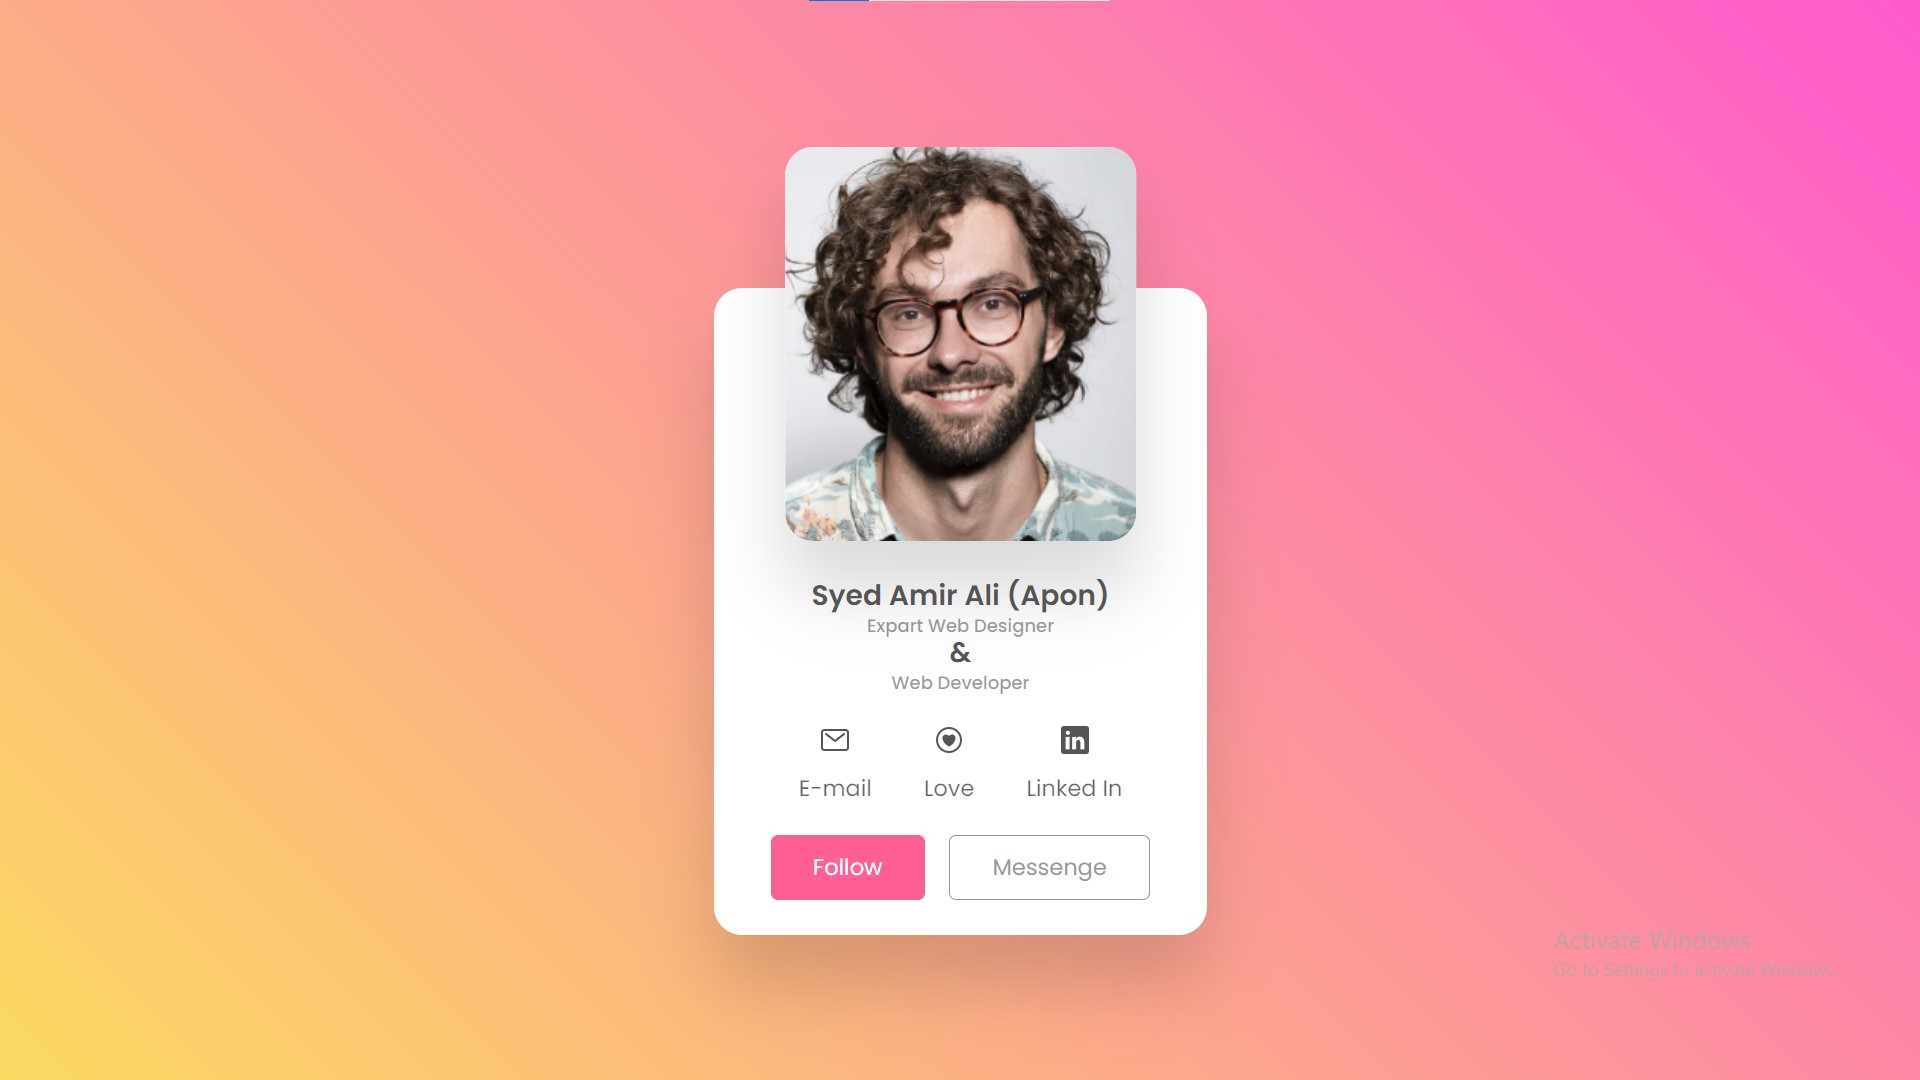 Syed Amir Ali (Apon)
Expart Web Designer
&
Web Developer
E-mail
Love
Linked In
Follow
Messenge
Activate Windows
Go to Settings to activate Windows.